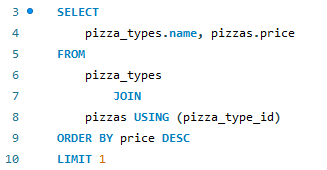 3 SELECT
4 pizza_types.name, pizzas.price
5 FROM
6 pizza_types
7 JOIN
8 pizzas USING (pizza_type_id)
9 ORDER BY price DESC
10 LIMIT 1